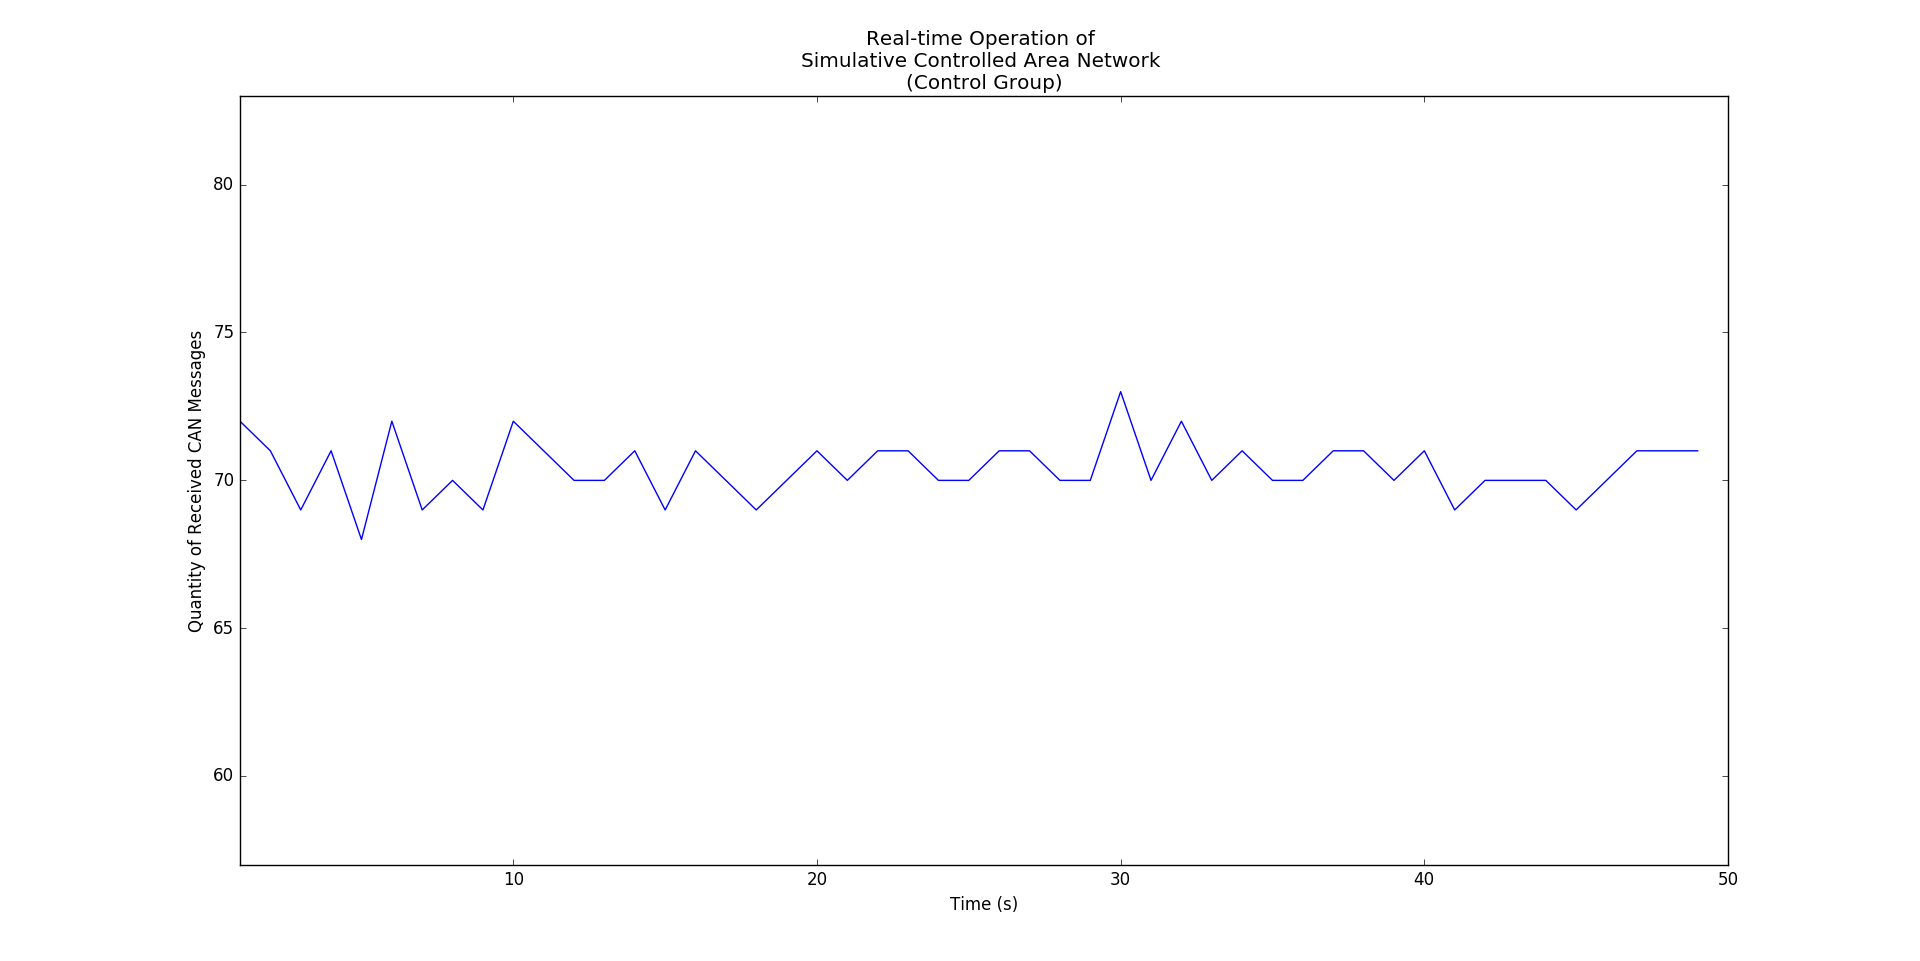 Real-time Operation of
Simulative Controlled Area Network
(Control Group)
80
75
70
65
60
Quantity of Received CAN Messages
10 20 30 40 50
Time (s)